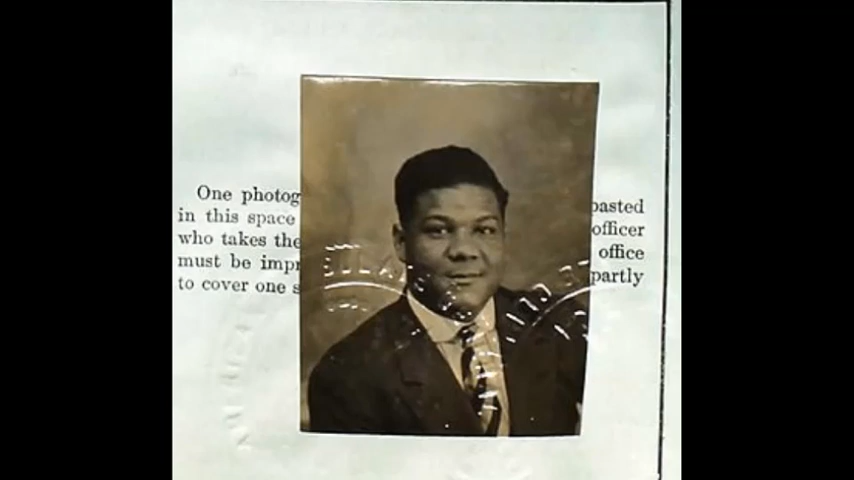 One photog
in this space pasted
who takes the officer
must be impr office
to cover one s partly